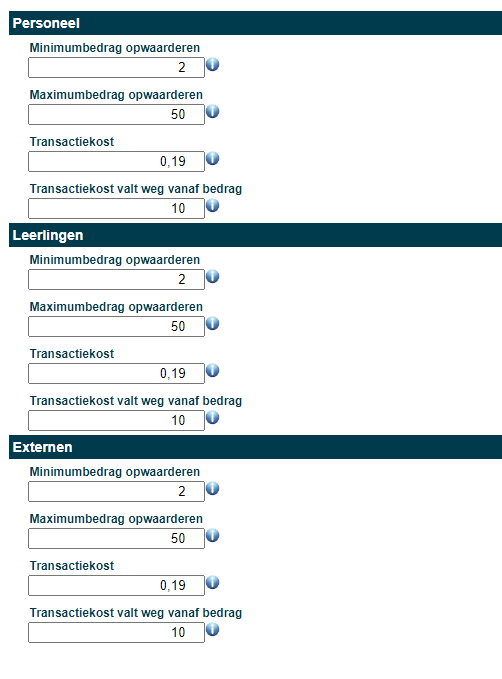 Personeel
Minimumbedrag opwaarderen
2
Maximumbedrag opwaarderen
50
Transactiekost
0,19
Transactiekost valt weg vanaf bedrag
10
Leerlingen
Minimumbedrag opwaarderen
2
Maximumbedrag opwaarderen
50
Transactiekost
0,19
Transactiekost valt weg vanaf bedrag
10
Externen
Minimumbedrag opwaarderen
2
Maximumbedrag opwaarderen
50
Transactiekost
0,19
Transactiekost valt weg vanaf bedrag
10